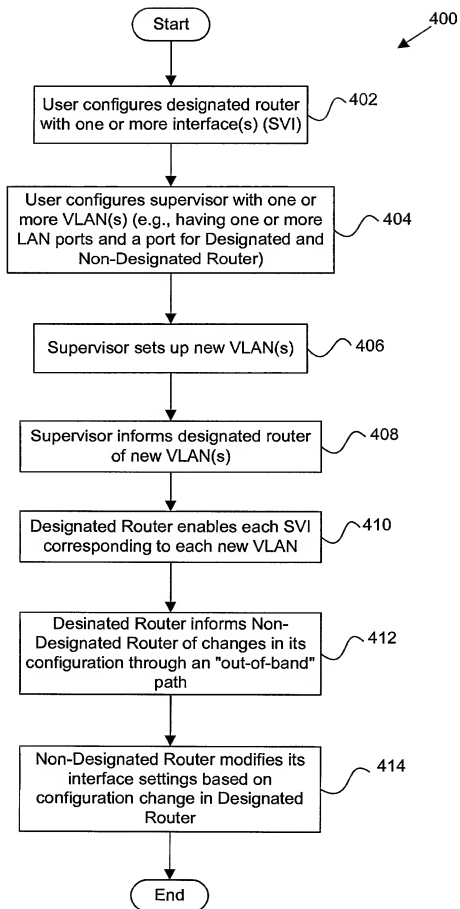 Start
400
User configures designated router
with one or more interface(s) (SVI)
402
User configures supervisor with one or
more VLAN(s) (e.g., having one or more
LAN ports and a port for Designated and
Non-Designated Router)
404
Supervisor sets up new VLAN(s)
406
Supervisor informs designated router
of new VLAN(s)
408
Designated Router enables each SVI
corresponding to each new VLAN
410
Desinated Router informs Non-
Designated Router of changes in its
configuration through an "out-of-band"
path
412
Non-Designated Router modifies its
interface settings based on
configuration change in Designated
Router
414
End